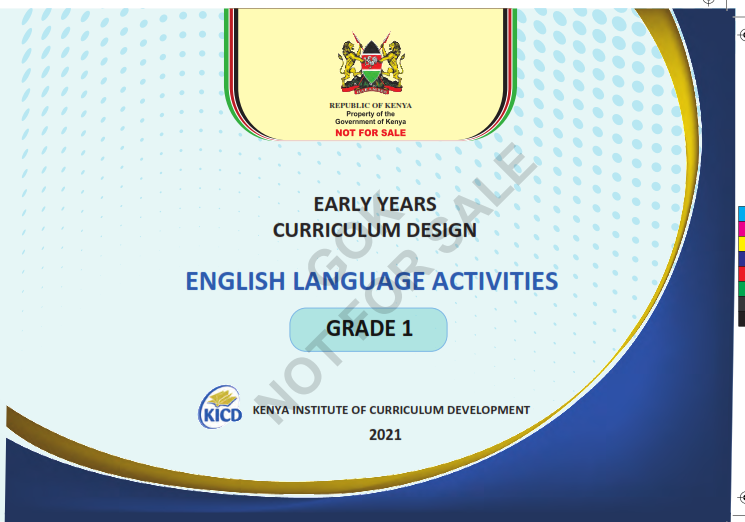 REPUBLIC OF KENYA
Property of the
Government of Kenya
NOT FOR SALE
EARLY YEARS
CURRICULUM DESIGN
ENGLISH LANGUAGE ACTIVITIES
GRADE 1
GOK
NOT FOR SALE
KICD
KENYA INSTITUTE OF CURRICULUM DEVELOPMENT
2021